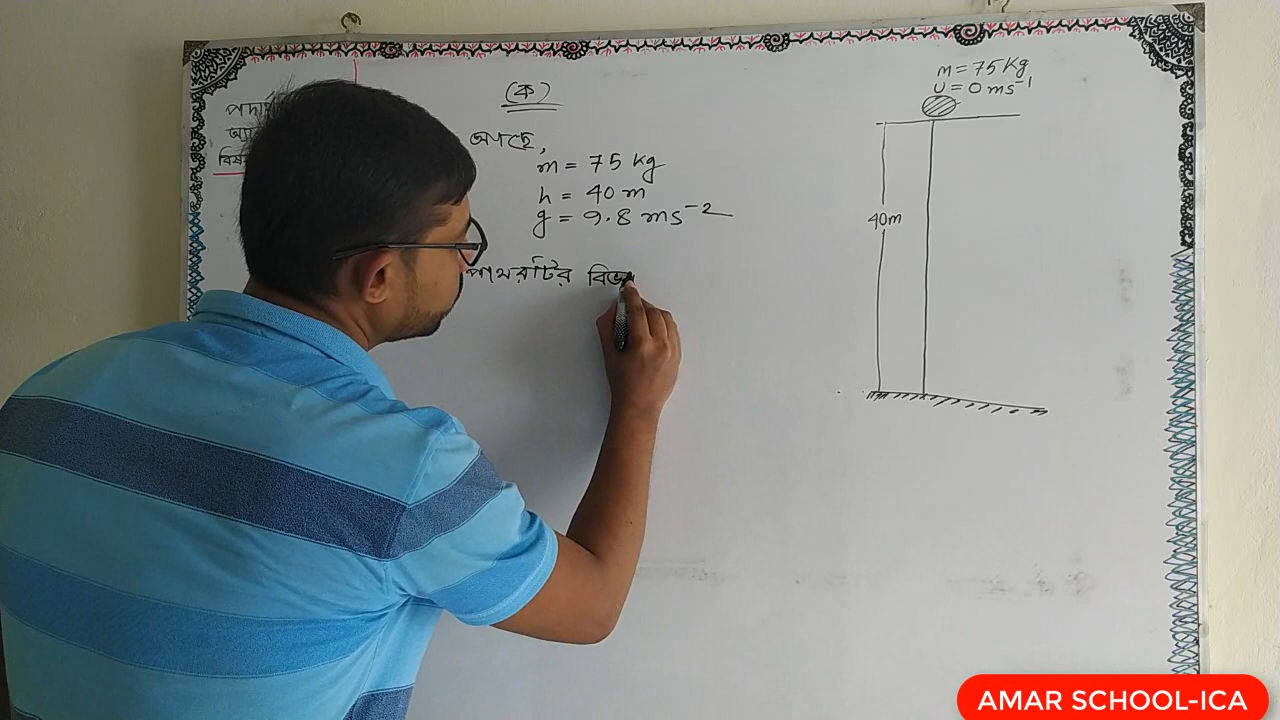 (ক)
আছে,
m = 75 kg
h = 40 m
g = 9.8 ms⁻²
পাথরটির
m = 75 kg
u = 0 ms⁻¹
40m
AMAR SCHOOL-ICA